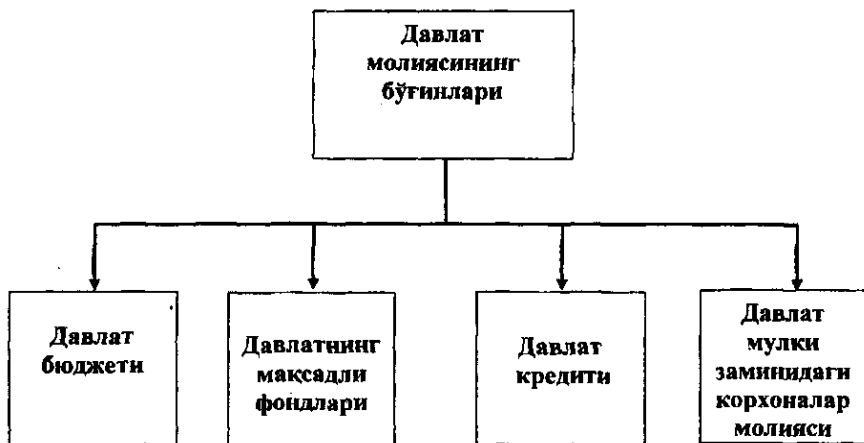 Давлат
молиясининг
бўғинлари
Давлат
бюджети
Давлатнинг
мақсадли
фондлари
Давлат
кредити
Давлат
мулки
заминидаги
корхоналар
молияси